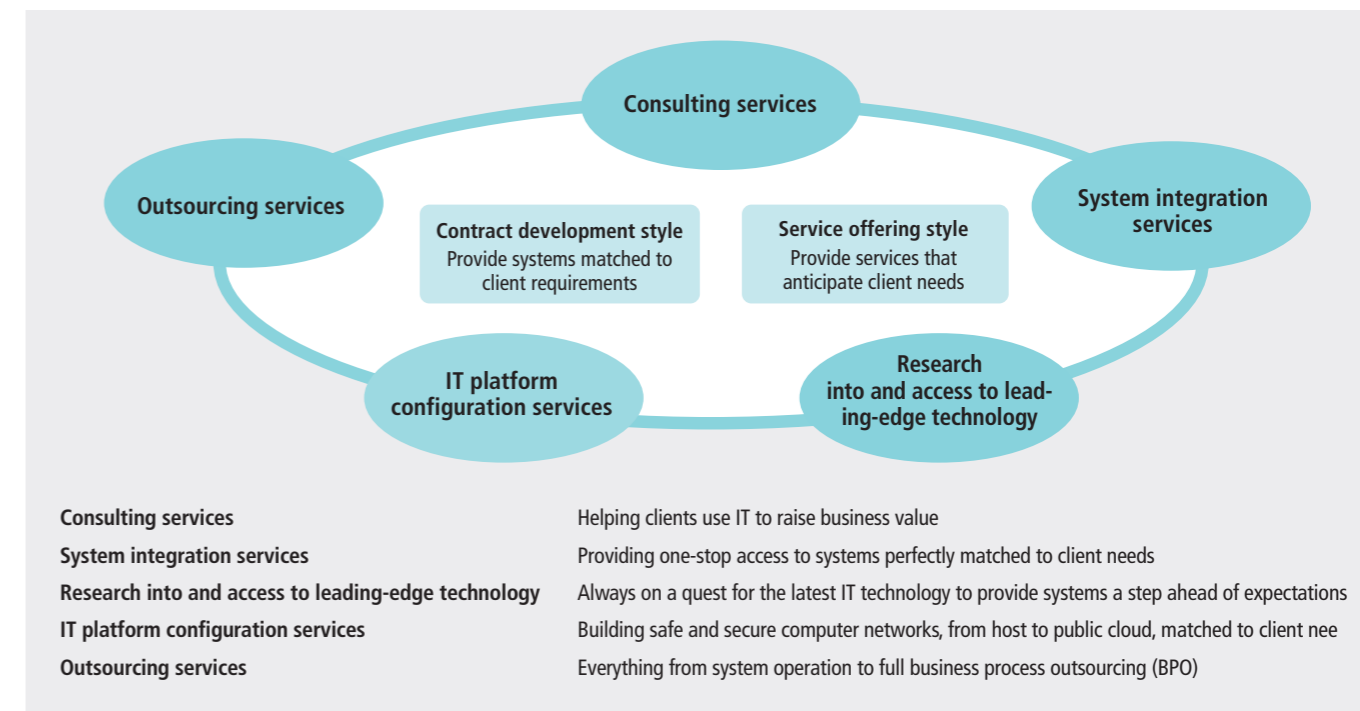 Consulting services
Outsourcing services
System integration
services
Contract development style
Provide systems matched to
client requirements
Service offering style
Provide services that
anticipate client needs
IT platform
configuration services
Research
into and access to lead-
ing-edge technology
Consulting services Helping clients use IT to raise business value
System integration services Providing one-stop access to systems perfectly matched to client needs
Research into and access to leading-edge technology Always on a quest for the latest IT technology to provide systems a step ahead of expectations
IT platform configuration services Building safe and secure computer networks, from host to public cloud, matched to client nee
Outsourcing services Everything from system operation to full business process outsourcing (BPO)